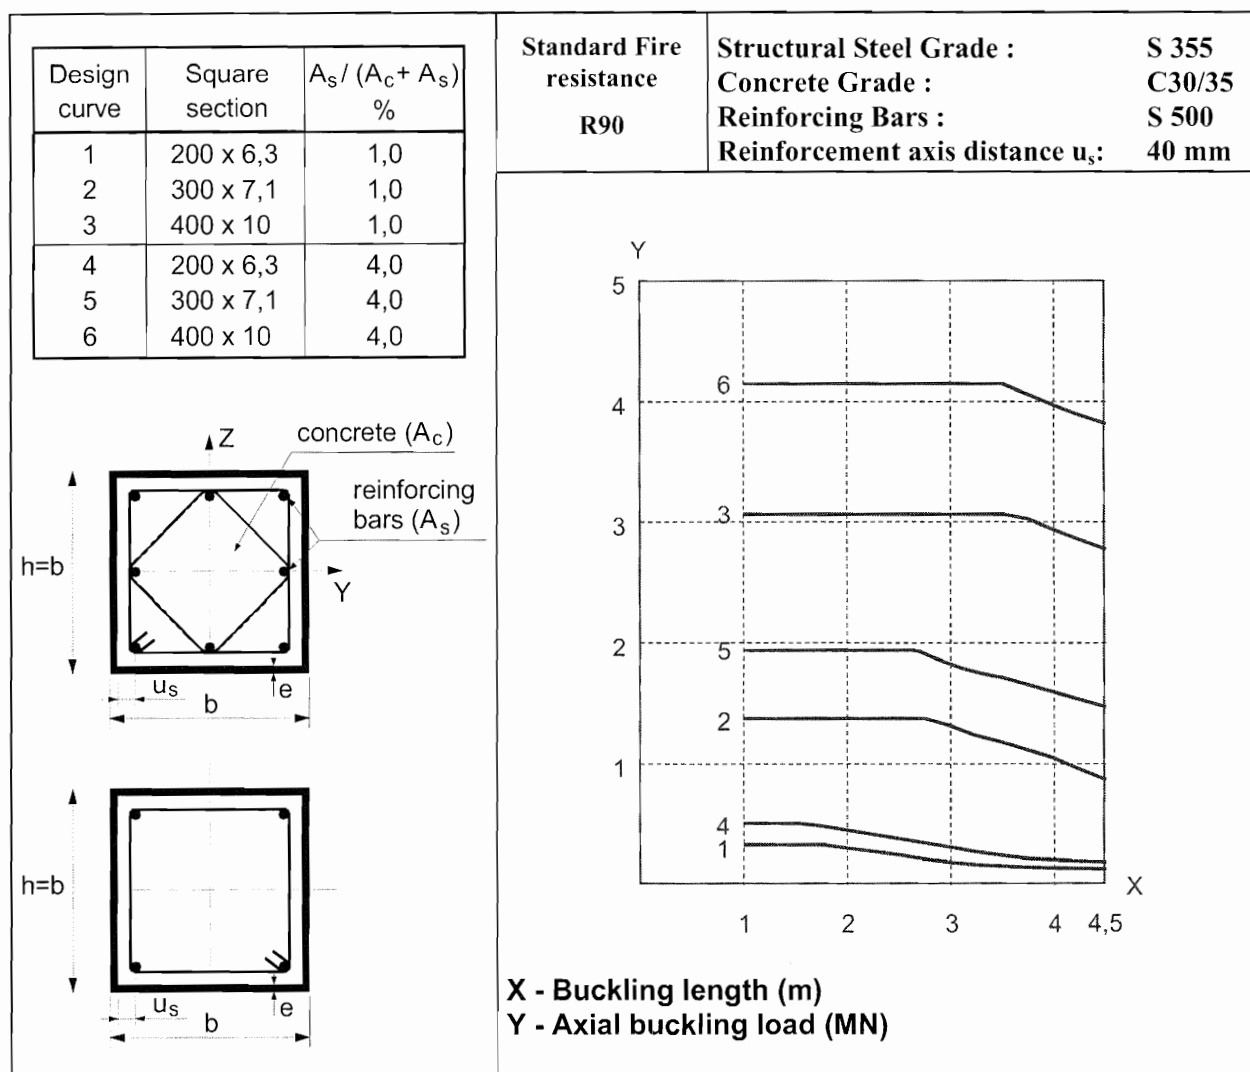 Design curve
Square section
As / (Ac + As) %
1 200 x 6,3 1,0
2 300 x 7,1 1,0
3 400 x 10 1,0
4 200 x 6,3 4,0
5 300 x 7,1 4,0
6 400 x 10 4,0
Standard Fire
resistance
R90
Structural Steel Grade : S 355
Concrete Grade : C30/35
Reinforcing Bars : S 500
Reinforcement axis distance us: 40 mm
Z
concrete (Ac)
reinforcing
bars (As)
h=b
Y
us
e
b
h=b
us
e
b
Y
5
6
4
3
3
5
2
2
1
4
1
X
1 2 3 4 4,5
X - Buckling length (m)
Y - Axial buckling load (MN)